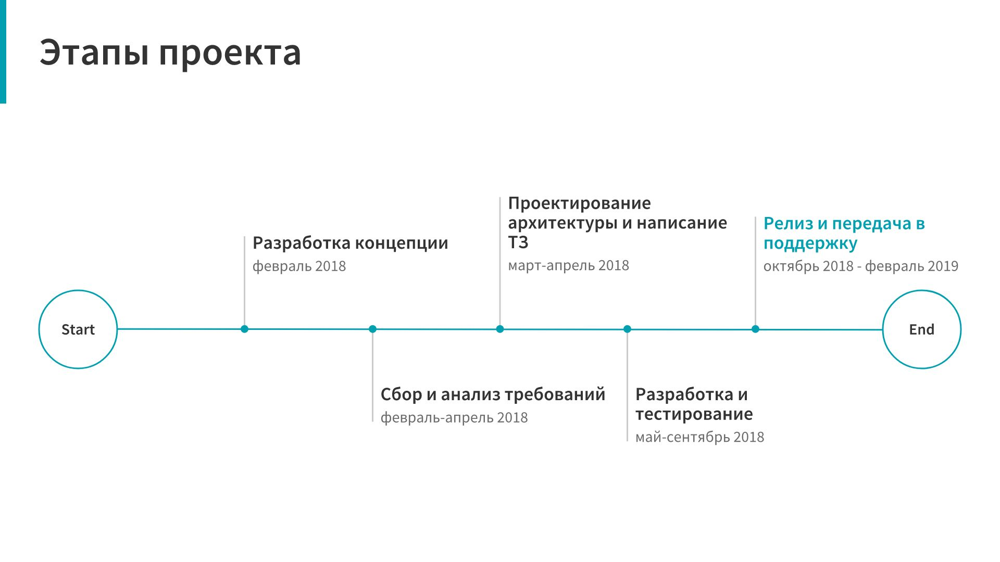 Этапы проекта
Start
Разработка концепции
февраль 2018
Сбор и анализ требований
февраль-апрель 2018
Проектирование
архитектуры и написание
ТЗ
март-апрель 2018
Разработка и
тестирование
май-сентябрь 2018
Релиз и передача в
поддержку
октябрь 2018 - февраль 2019
End